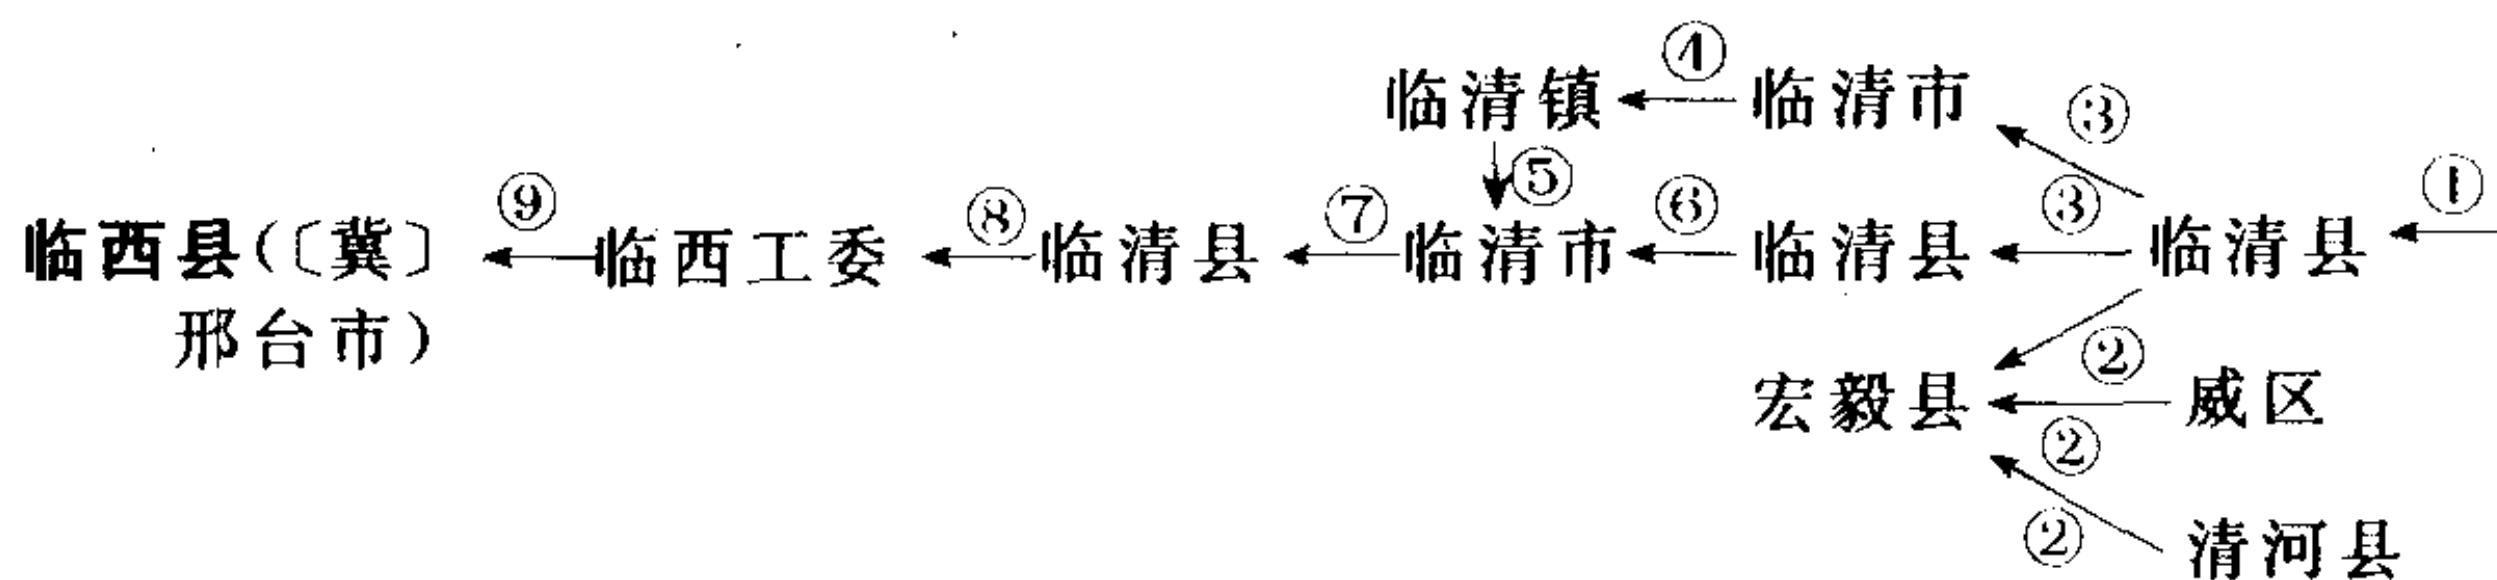 临清镇 ④ 临清市
③
⑤
临西县(〔冀〕 ⑨ 临西工委 ⑧ 临清县 ⑦ 临清市 ⑥ 临清县 ③ 临清县 ①
邢台市)
②
宏毅县 威区
②
② 清河县